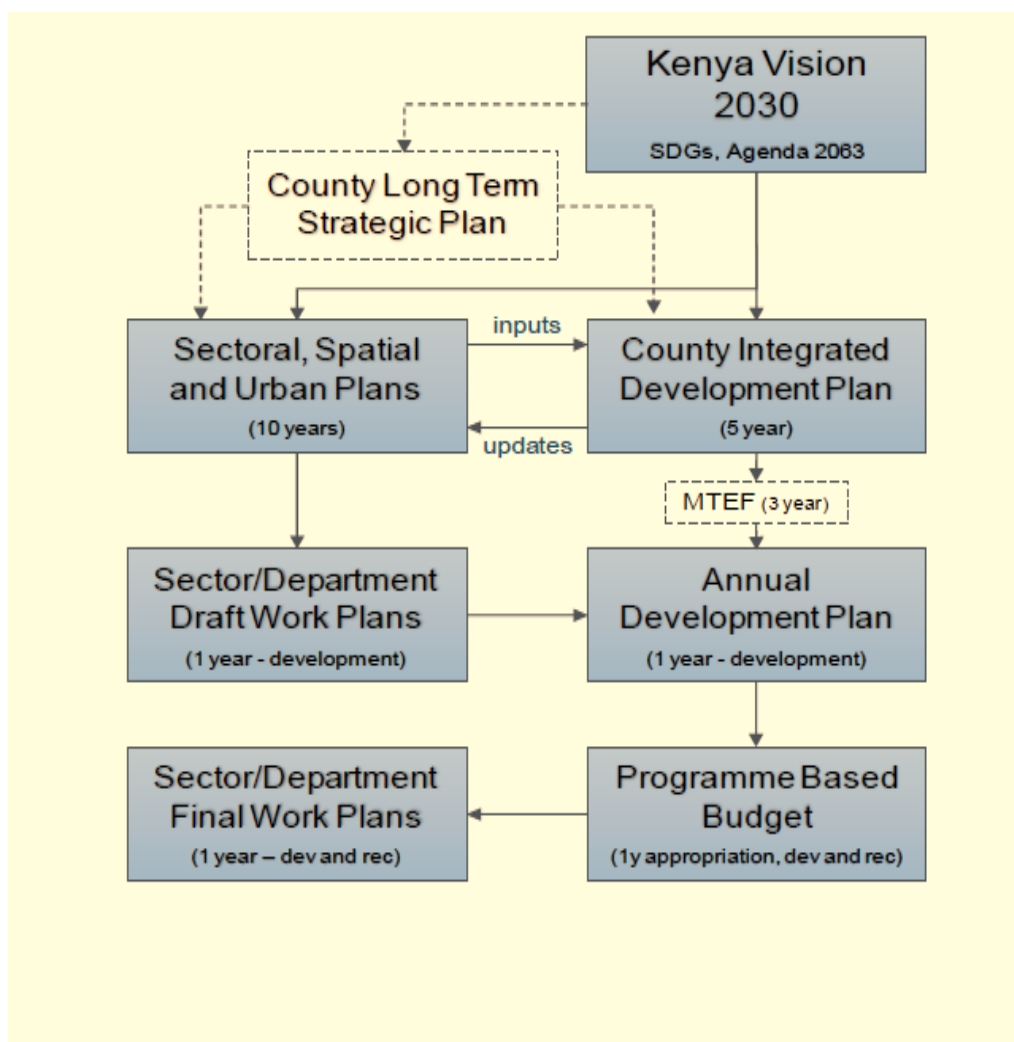 Kenya Vision
2030
SDGs, Agenda 2063
County Long Term
Strategic Plan
Sectoral, Spatial
and Urban Plans
(10 years)
inputs
updates
County Integrated
Development Plan
(5 year)
MTEF (3 year)
Sector/Department
Draft Work Plans
(1 year - development)
Annual
Development Plan
(1 year - development)
Sector/Department
Final Work Plans
(1 year – dev and rec)
Programme Based
Budget
(1y appropriation, dev and rec)